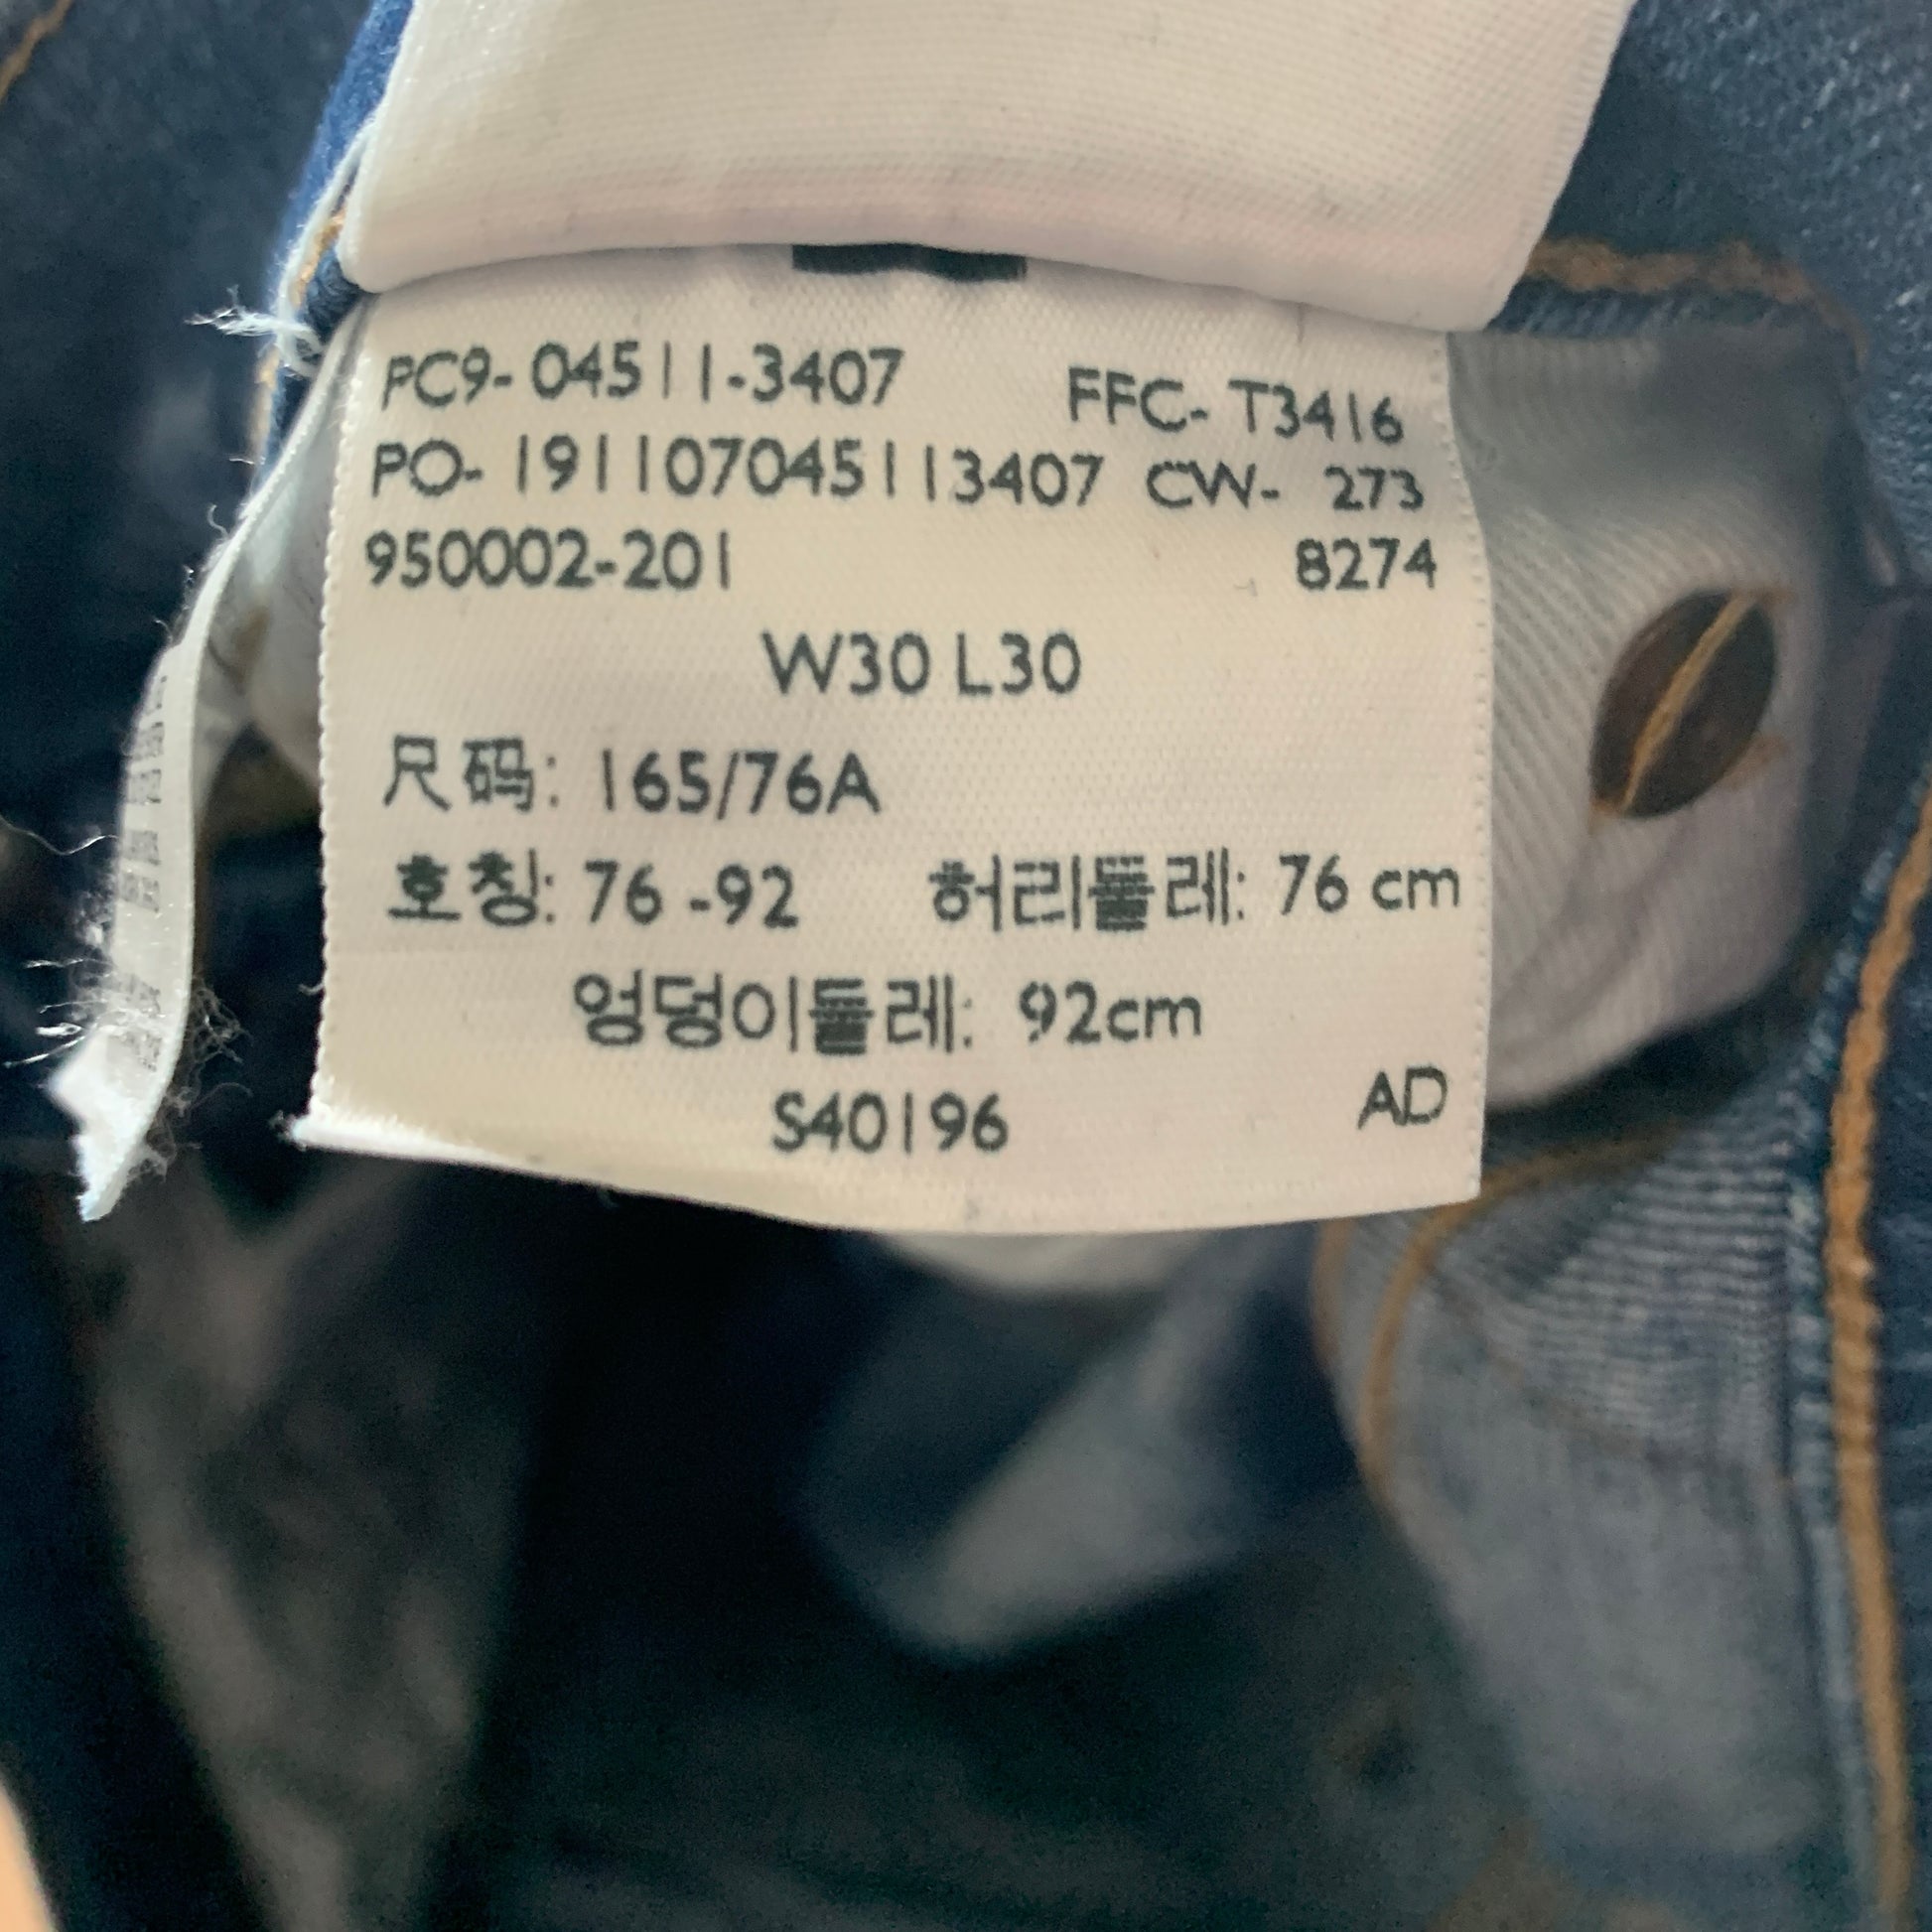 PC9- 04511-3407 FFC- T3416
PO- 191107045113407 CW- 273
950002-201 8274
W30 L30
尺码: 165/76A
호칭: 76 -92 허리둘레: 76 cm
엉덩이둘레: 92cm
S40196 AD